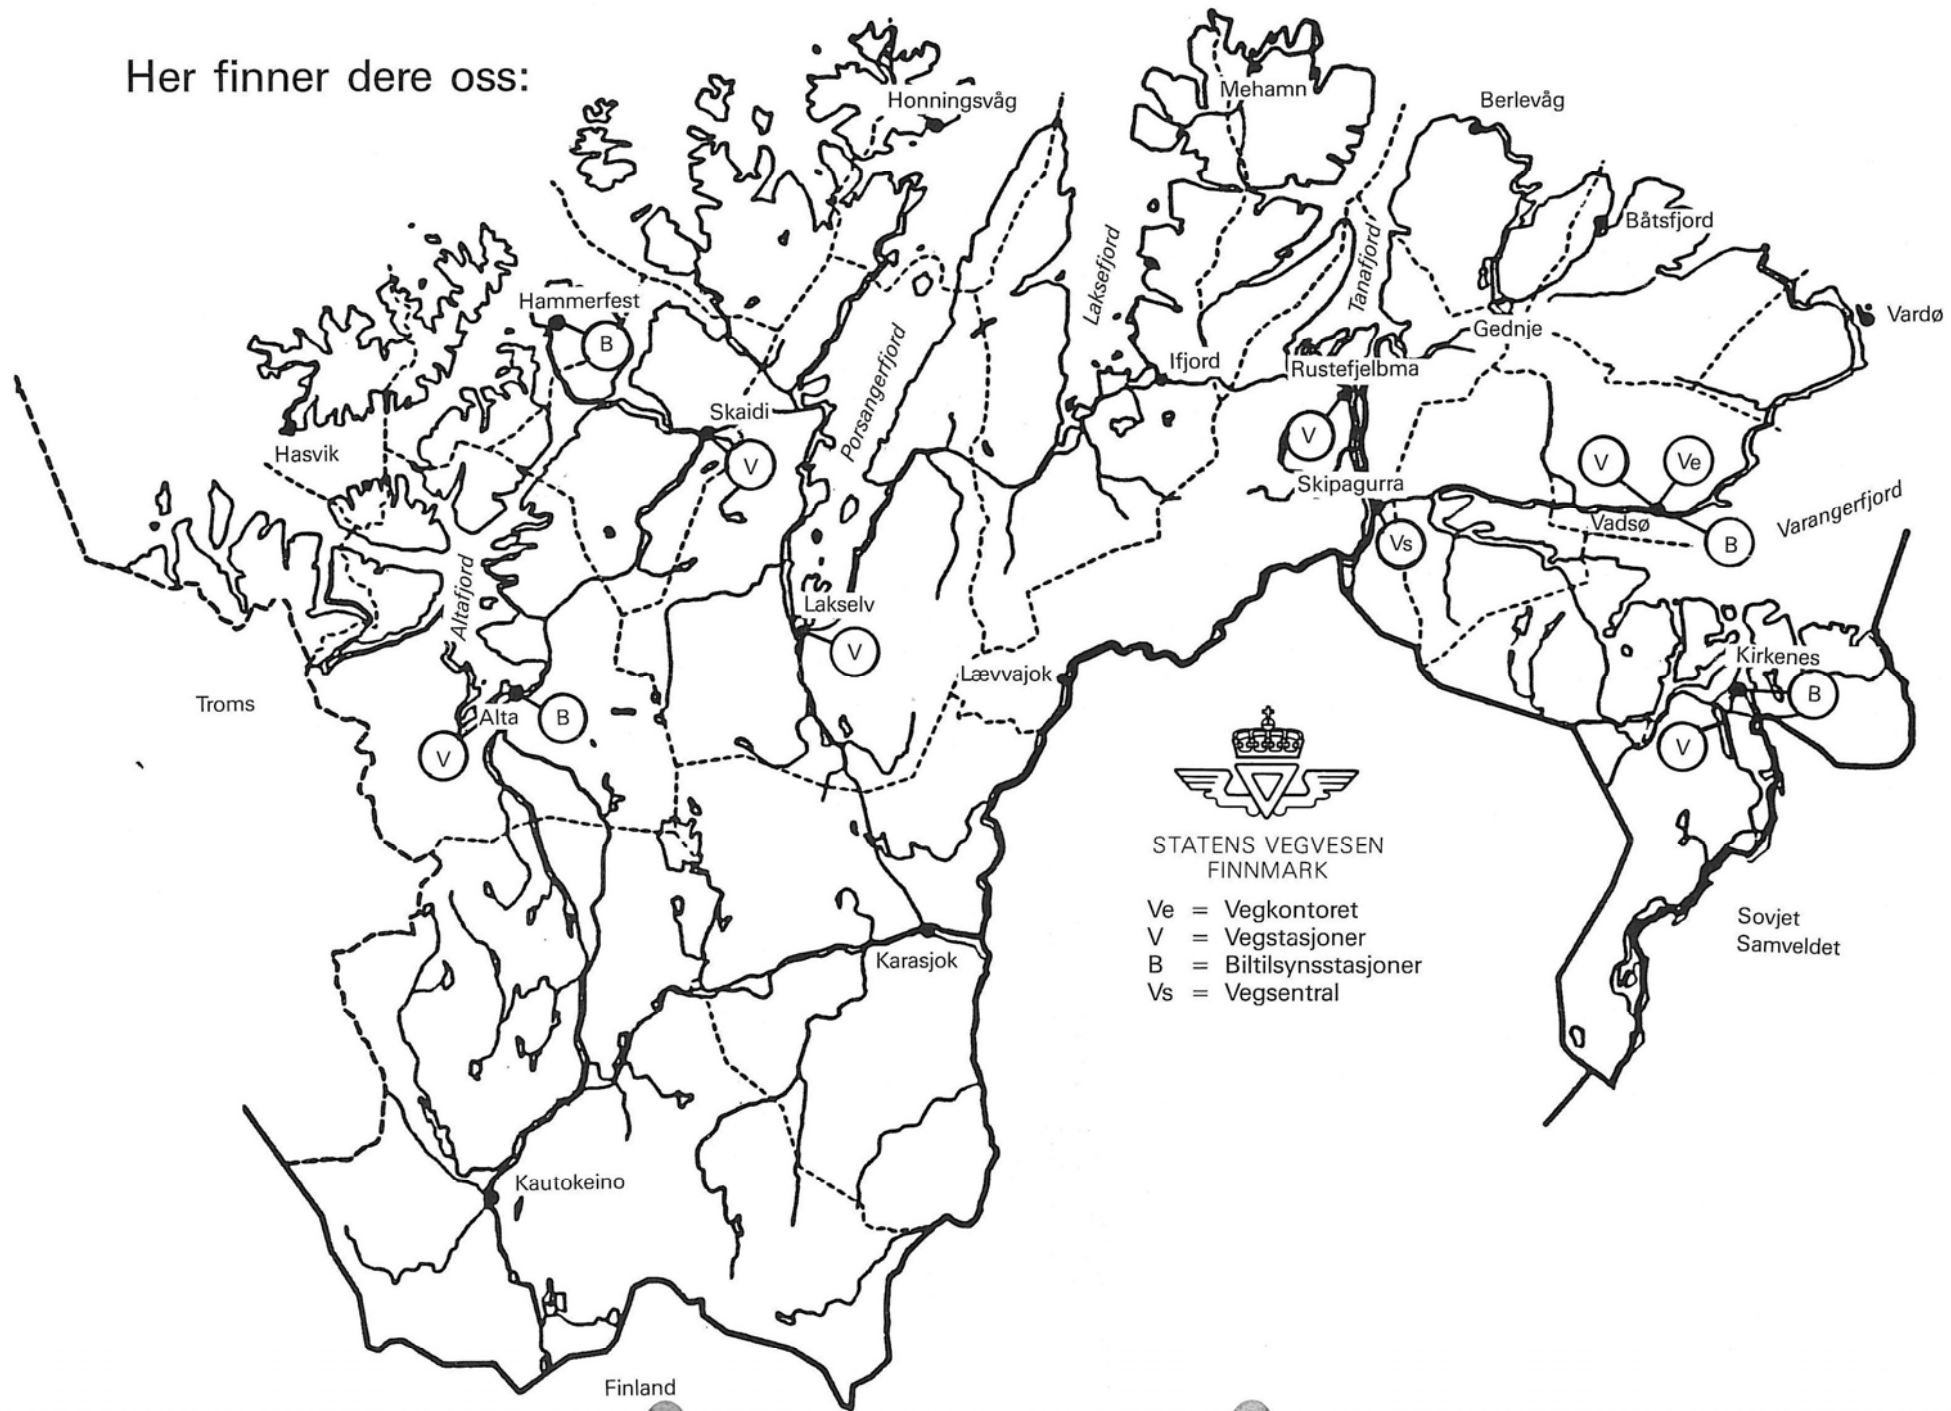 Her finner dere oss:
Honningsvåg
Mehamn
Berlevåg
Båtsfjord
Vardø
Hammerfest
B
Laksefjord
Tanafjord
Gednje
Ifjord
Rustefjelbma
Porsangerfjord
Skaidi
V
Hasvik
V
V
Ve
Skipagurra
Vadsø
Varangerfjord
Vs
B
Altafjord
Lakselv
V
Lævvajok
Kirkenes
B
V
Troms
Alta
B
V
STATENS VEGVESEN
FINNMARK
Ve = Vegkontoret
V = Vegstasjoner
B = Biltilsynsstasjoner
Vs = Vegsentral
Sovjet
Samveldet
Karasjok
Kautokeino
Finland